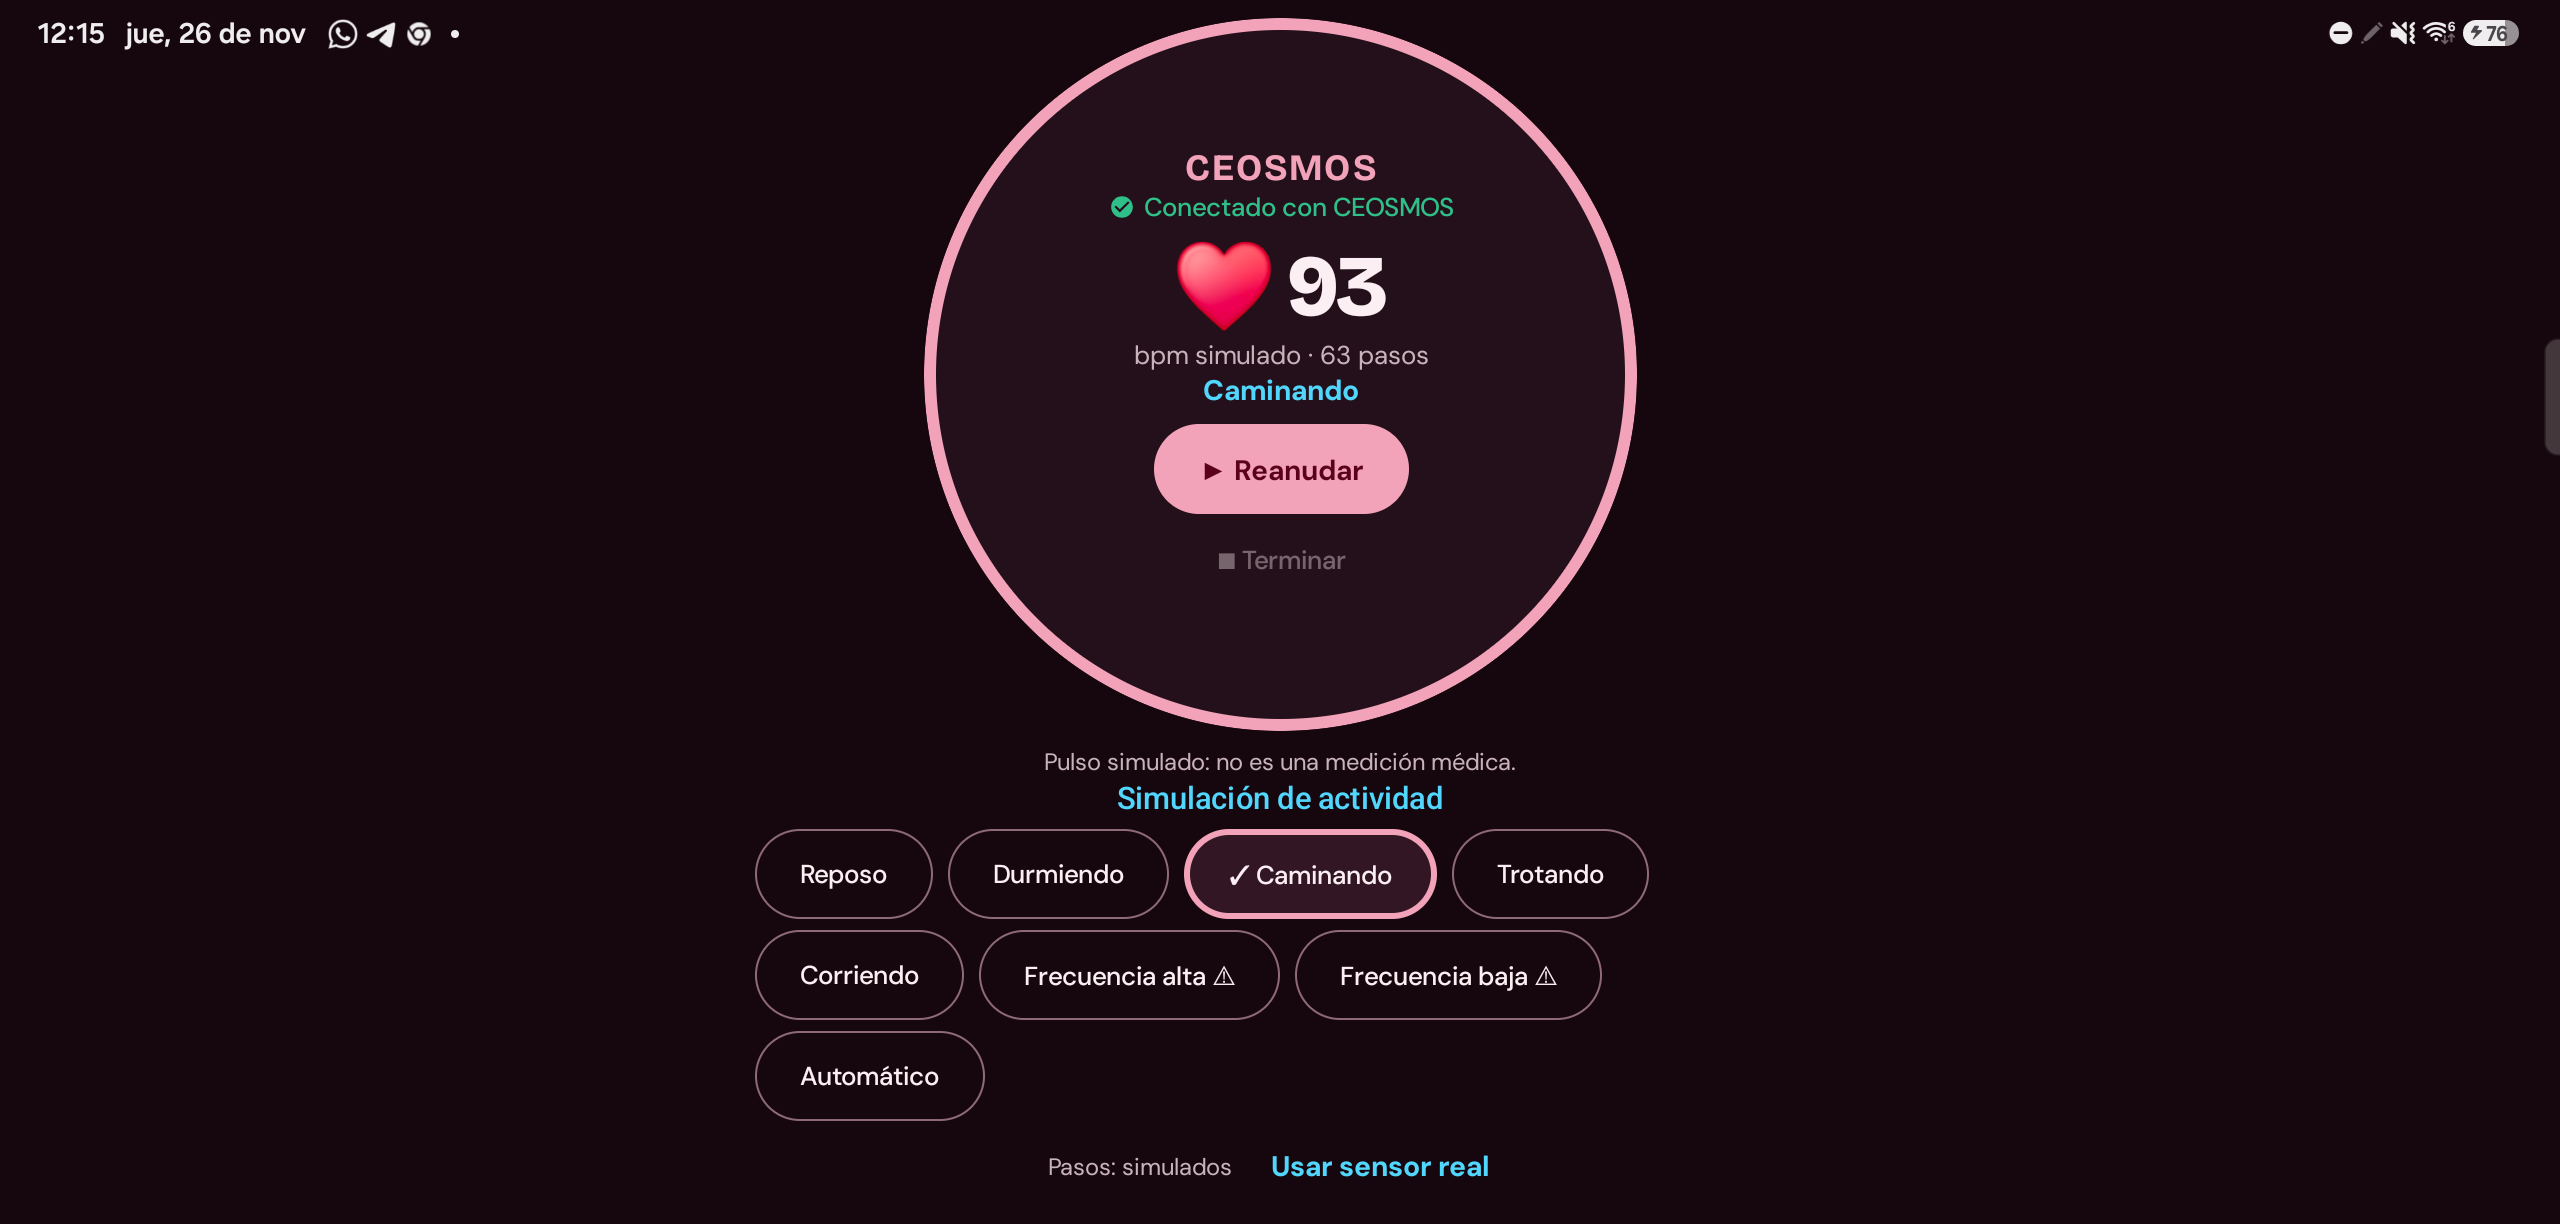 12:15 jue, 26 de nov
6
76
CEOSMOS
Conectado con CEOSMOS
93
bpm simulado · 63 pasos
Caminando
► Reanudar
■ Terminar
Pulso simulado: no es una medición médica.
Simulación de actividad
Reposo
Durmiendo
✓ Caminando
Trotando
Corriendo
Frecuencia alta ⚠
Frecuencia baja ⚠
Automático
Pasos: simulados
Usar sensor real